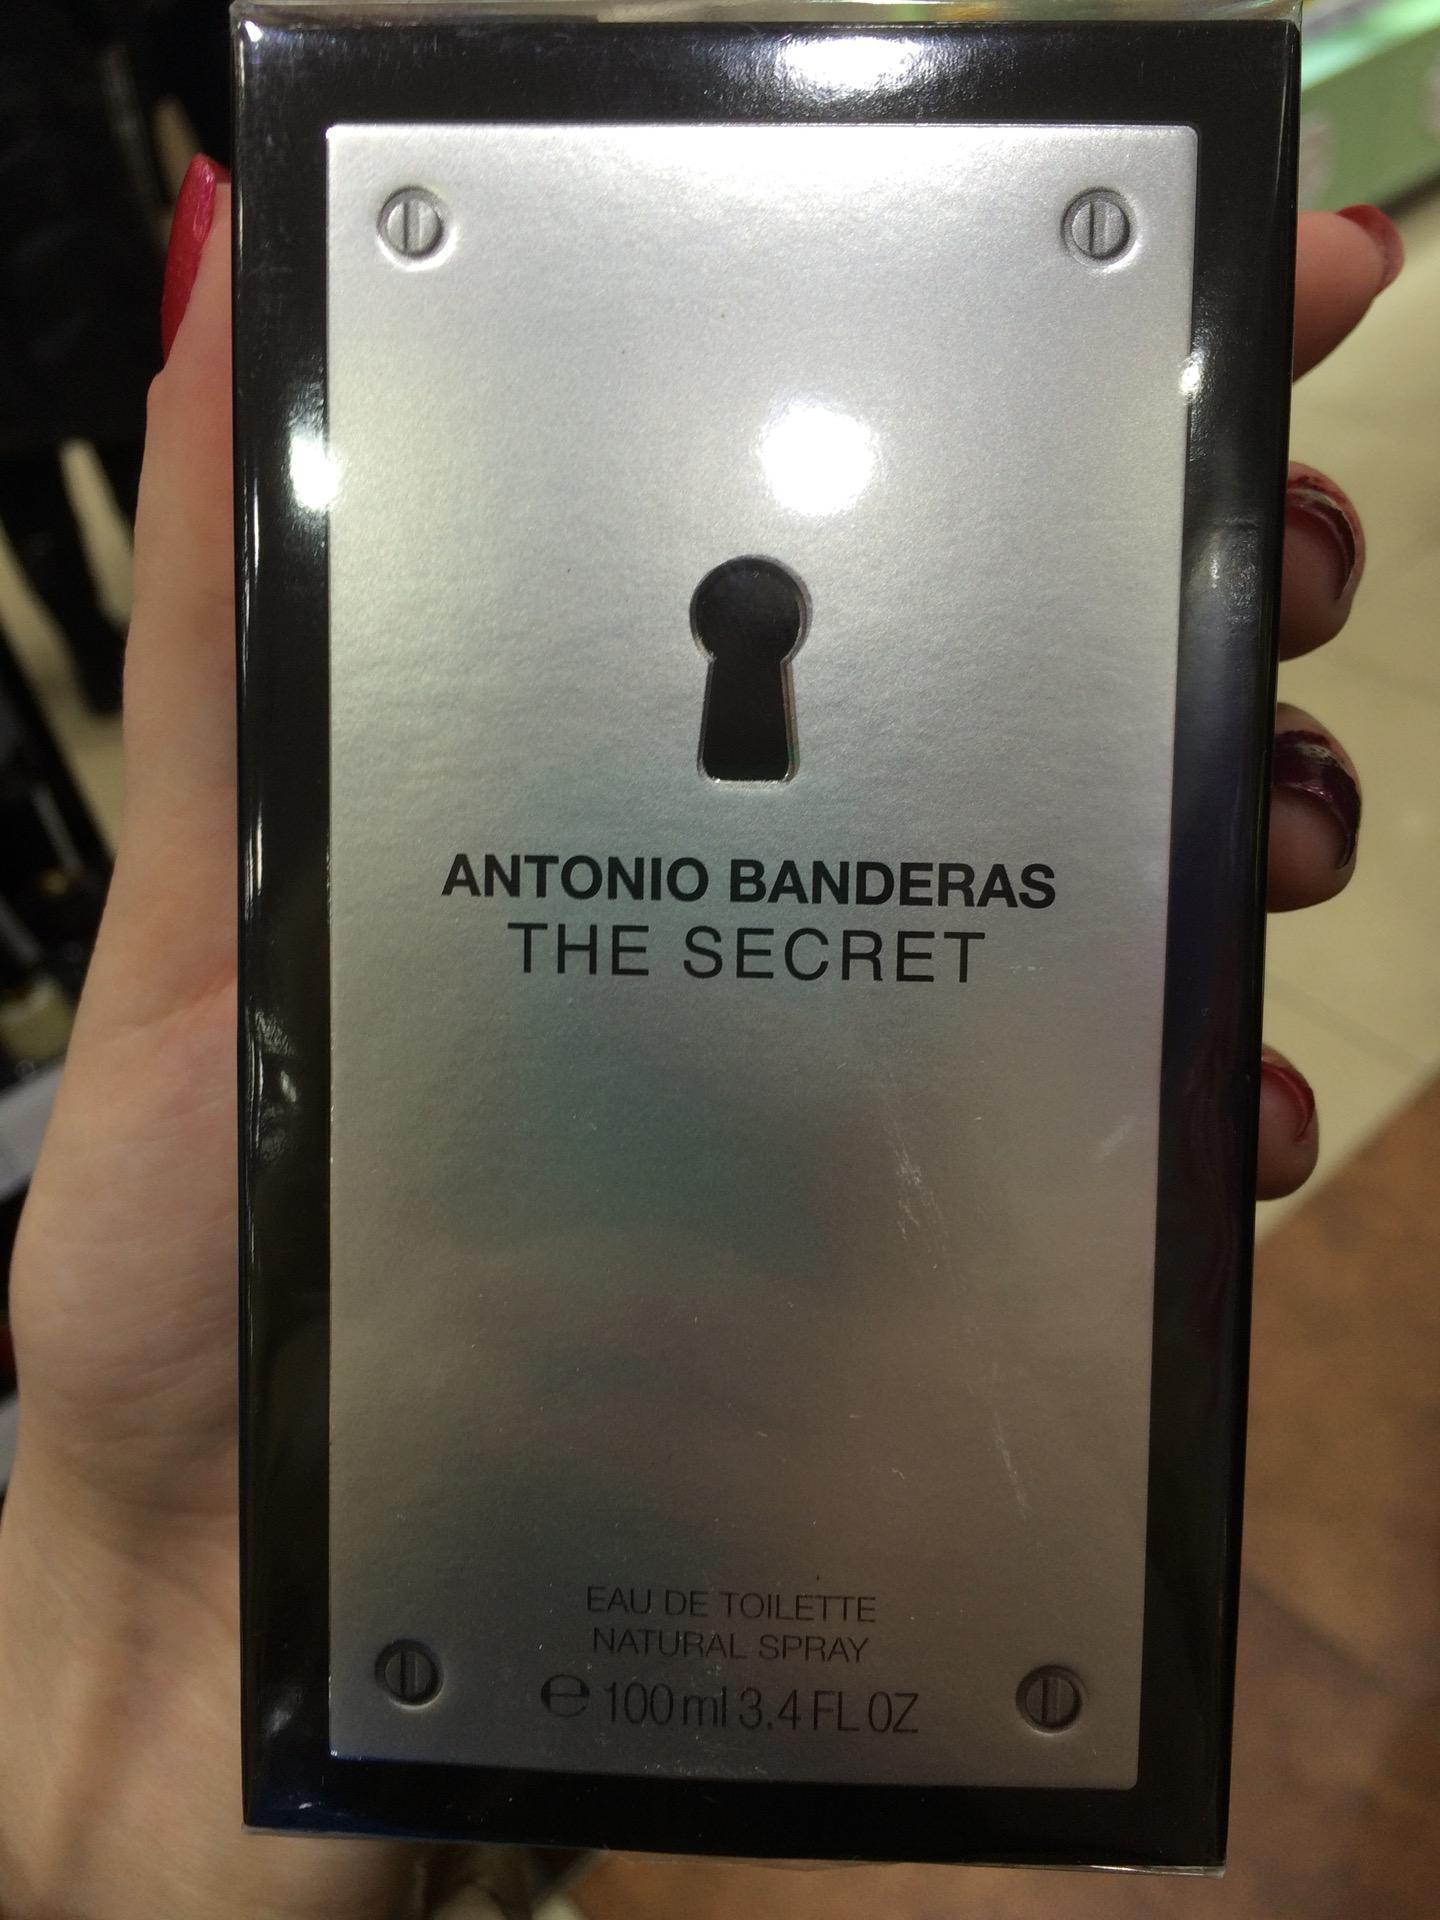 ANTONIO BANDERAS
THE SECRET
EAU DE TOILETTE
NATURAL SPRAY
℮ 100 ml 3.4 FL OZ